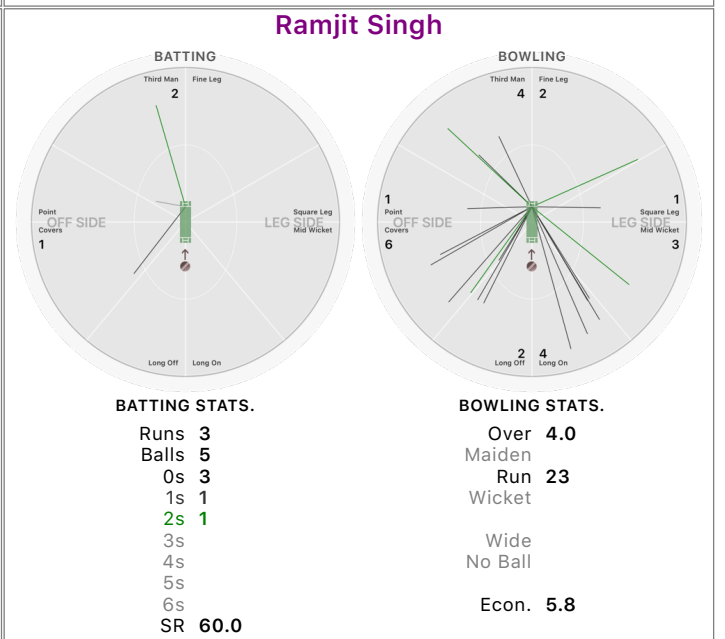 Ramjit Singh
BATTING
Third Man
Fine Leg
2
Point
OFF SIDE
Covers
1
Square Leg
LEG SIDE
Mid Wicket
Long Off
Long On
BATTING STATS.
Runs 3
Balls 5
0s 3
1s 1
2s 1
3s
4s
5s
6s
SR 60.0
BOWLING
Third Man
Fine Leg
4
2
1
Point
OFF SIDE
Covers
6
1
Square Leg
LEG SIDE
Mid Wicket
3
2
4
Long Off
Long On
BOWLING STATS.
Over 4.0
Maiden
Run 23
Wicket
Wide
No Ball
Econ. 5.8